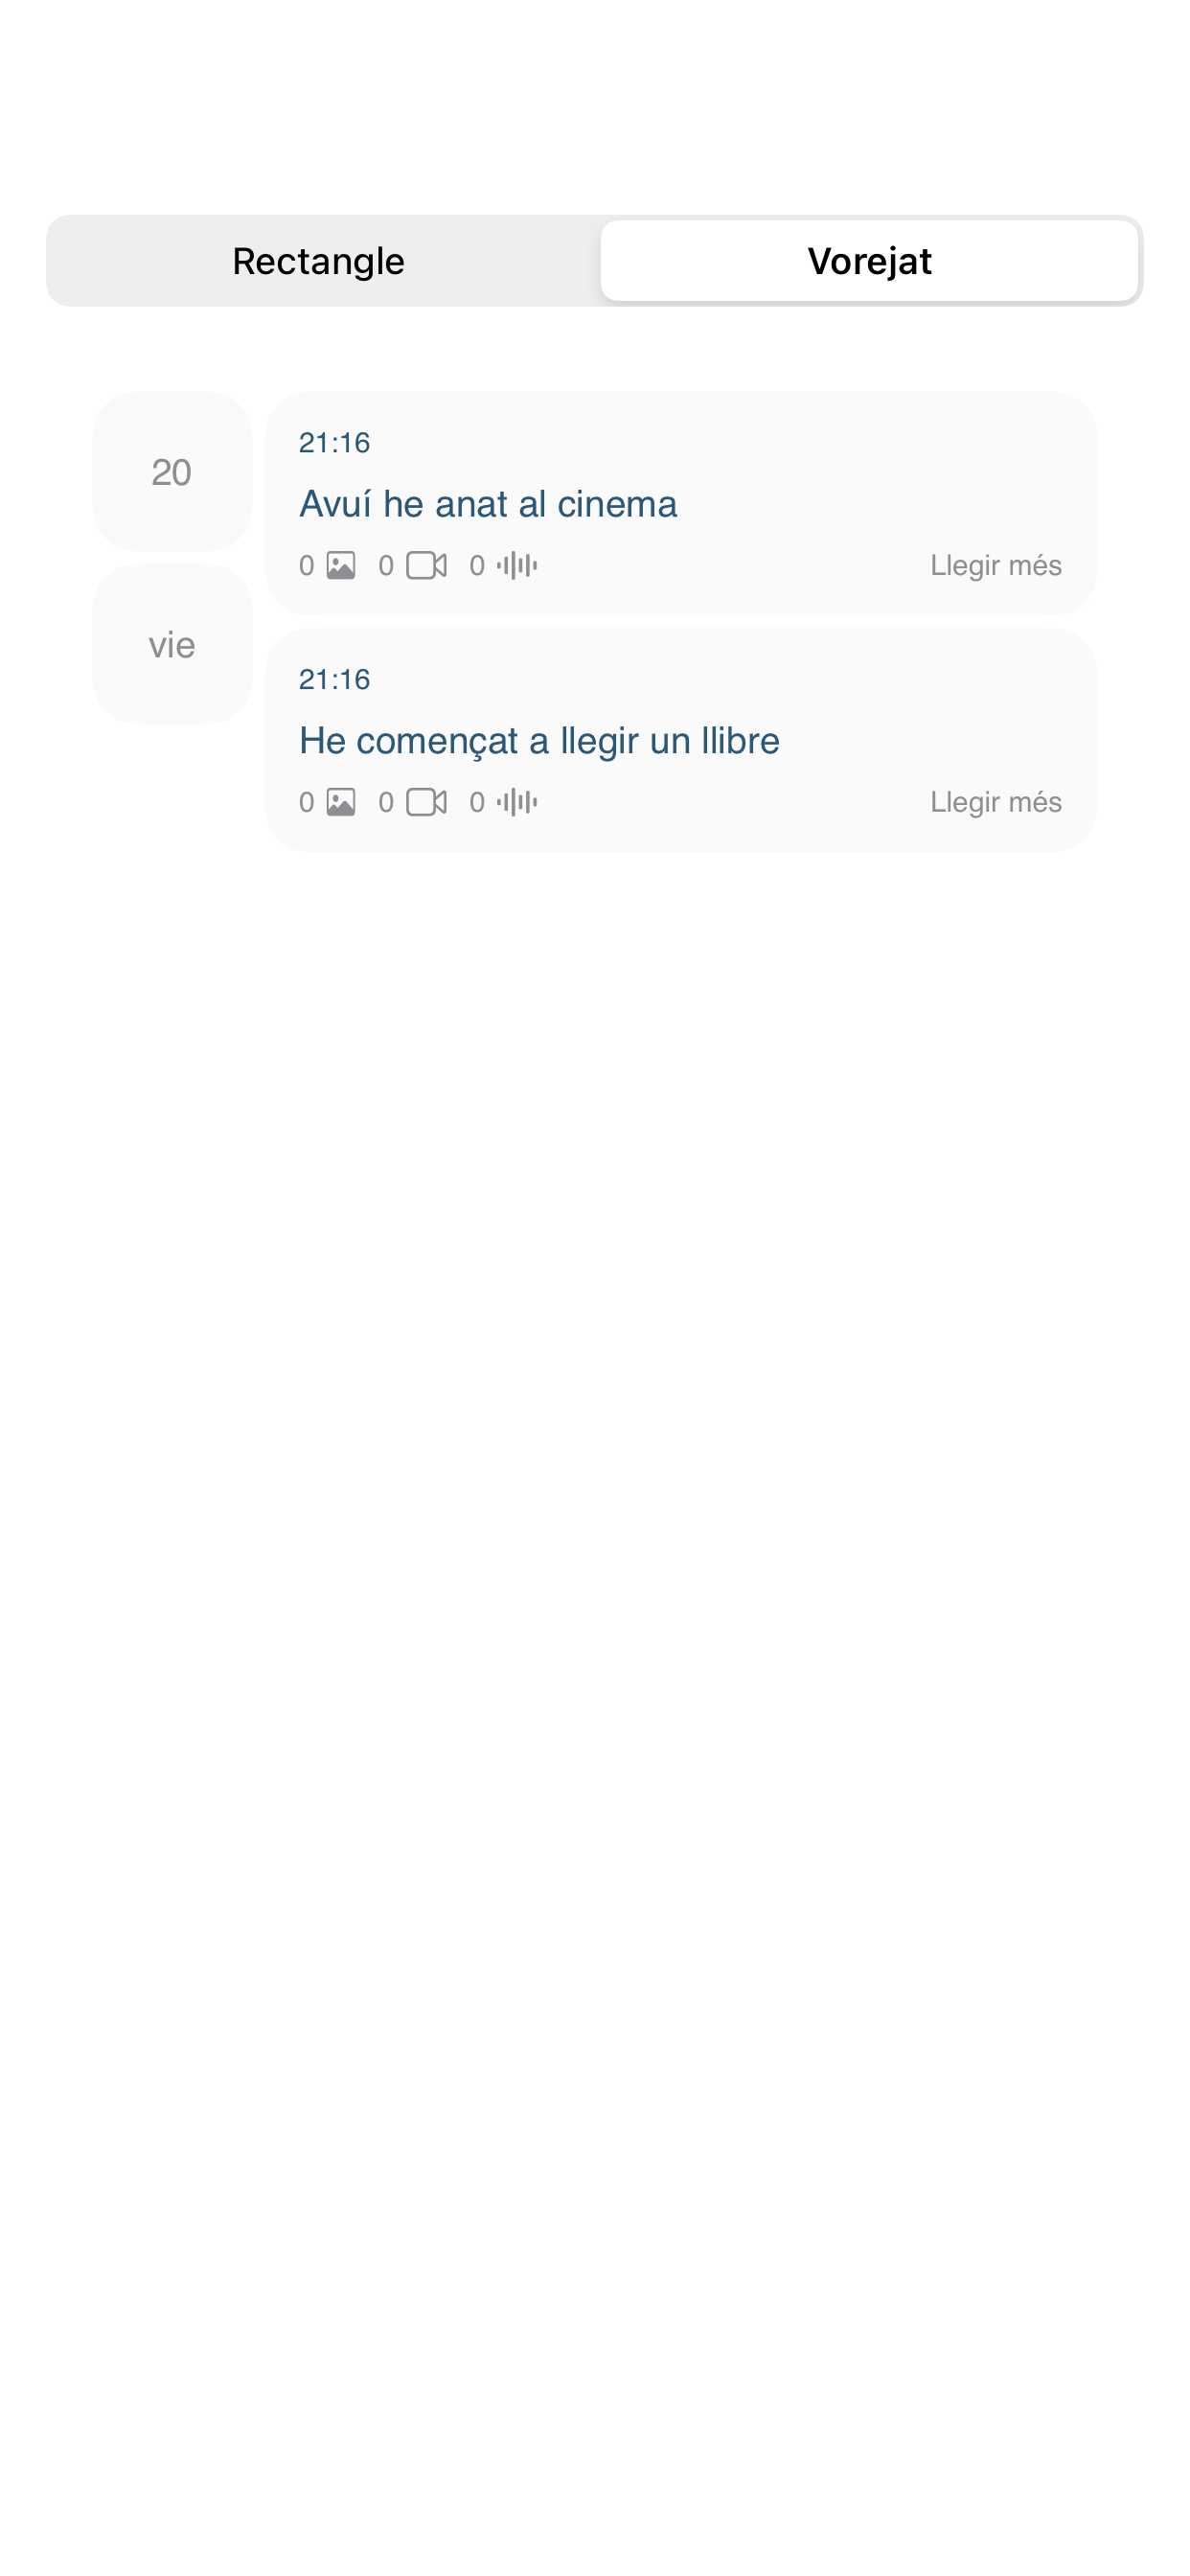 Rectangle
Vorejat
20
vie
21:16
Avuí he anat al cinema
0 0 0 Llegir més
21:16
He començat a llegir un llibre
0 0 0 Llegir més